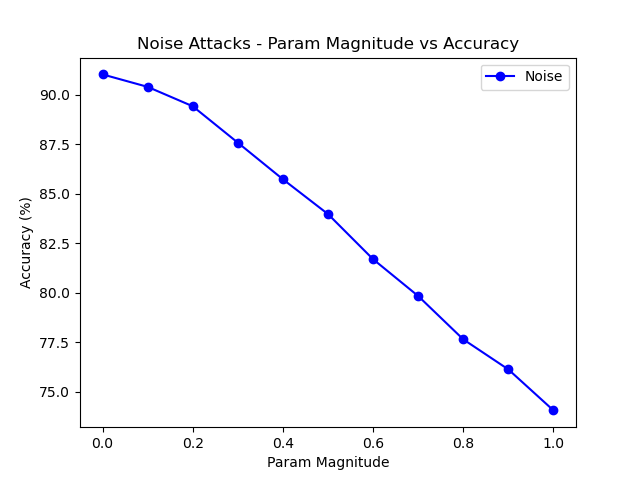 Noise Attacks - Param Magnitude vs Accuracy
Noise
90.0
87.5
85.0
82.5
80.0
77.5
75.0
Accuracy (%)
0.0 0.2 0.4 0.6 0.8 1.0
Param Magnitude